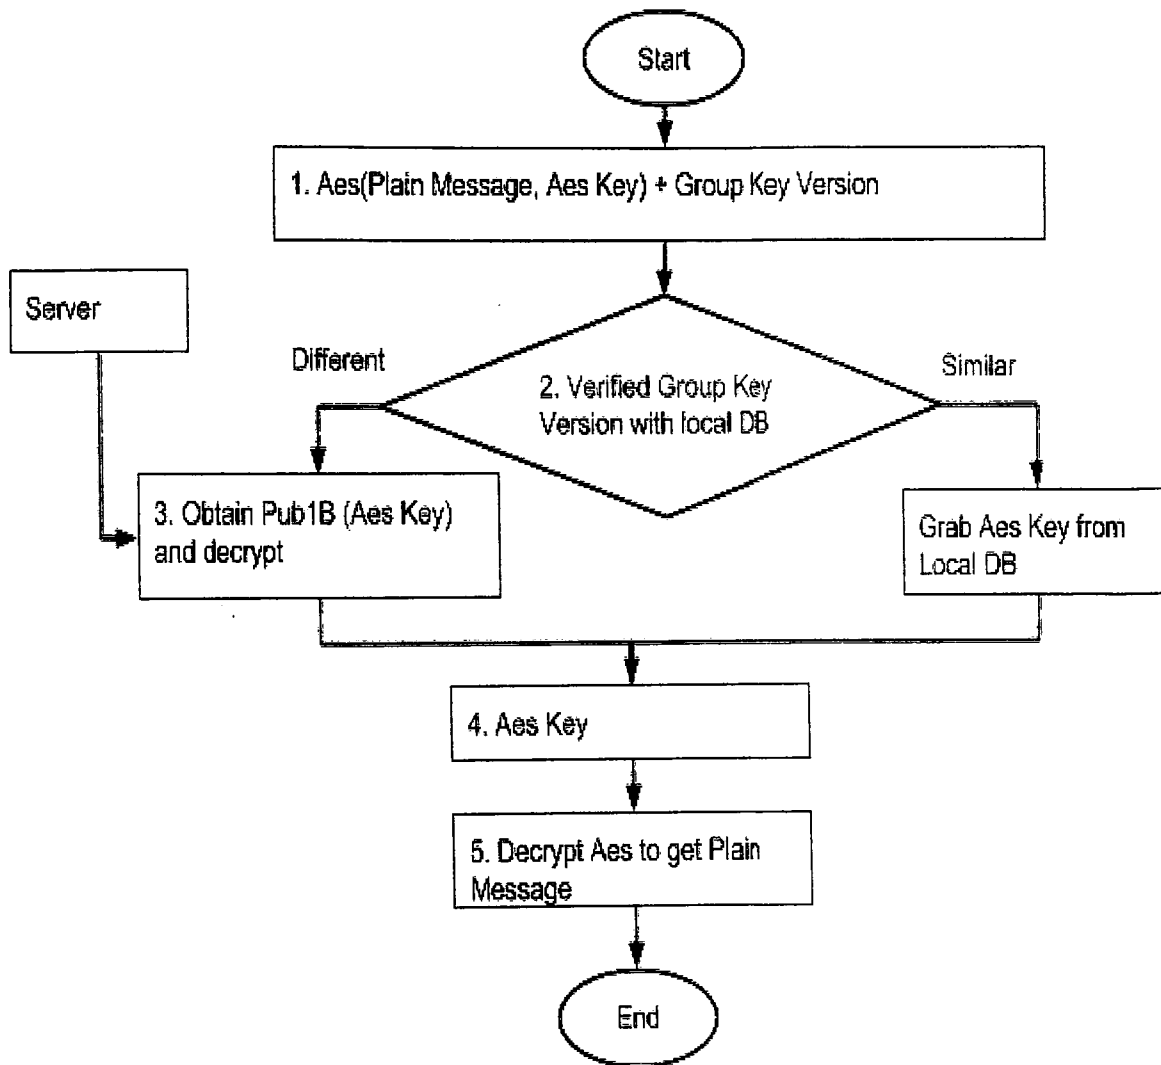 Start
1. Aes(Plain Message, Aes Key) + Group Key Version
Server
Different
Similar
2. Verified Group Key
Version with local DB
3. Obtain Pub1B (Aes Key)
and decrypt
Grab Aes Key from
Local DB
4. Aes Key
5. Decrypt Aes to get Plain
Message
End